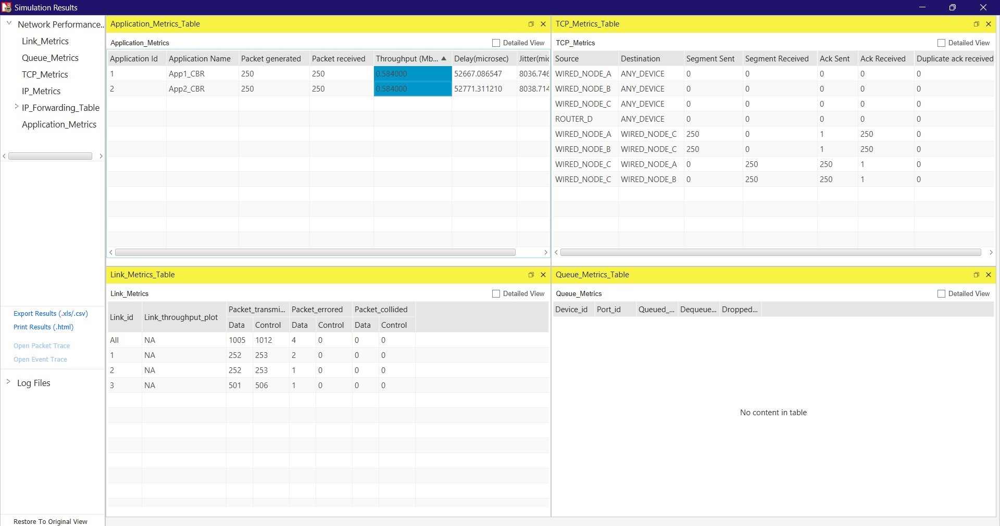 Simulation Results
Network Performance..
Link_Metrics
Queue_Metrics
TCP_Metrics
IP_Metrics
IP_Forwarding_Table
Application_Metrics
Export Results (.xls/.csv)
Print Results (.html)
Open Packet Trace
Open Event Trace
Log Files
Restore To Original View
Application_Metrics_Table
Application_Metrics Detailed View
Application Id Application Name Packet generated Packet received Throughput (Mb... Delay(microsec) Jitter(mic
1 App1_CBR 250 250 0.584000 52667.086547 8036.746
2 App2_CBR 250 250 0.584000 52771.311210 8038.714
TCP_Metrics_Table
TCP_Metrics Detailed View
Source Destination Segment Sent Segment Received Ack Sent Ack Received Duplicate ack received
WIRED_NODE_A ANY_DEVICE 0 0 0 0 0
WIRED_NODE_B ANY_DEVICE 0 0 0 0 0
WIRED_NODE_C ANY_DEVICE 0 0 0 0 0
ROUTER_D ANY_DEVICE 0 0 0 0 0
WIRED_NODE_A WIRED_NODE_C 250 0 1 250 0
WIRED_NODE_B WIRED_NODE_C 250 0 1 250 0
WIRED_NODE_C WIRED_NODE_A 0 250 250 1 0
WIRED_NODE_C WIRED_NODE_B 0 250 250 1 0
Link_Metrics_Table
Link_Metrics Detailed View
Link_id Link_throughput_plot Packet_transmi... Packet_errored Packet_collided
Data Control Data Control Data Control
All NA 1005 1012 4 0 0 0
1 NA 252 253 2 0 0 0
2 NA 252 253 1 0 0 0
3 NA 501 506 1 0 0 0
Queue_Metrics_Table
Queue_Metrics Detailed View
Device_id Port_id Queued_... Dequeue... Dropped...
No content in table